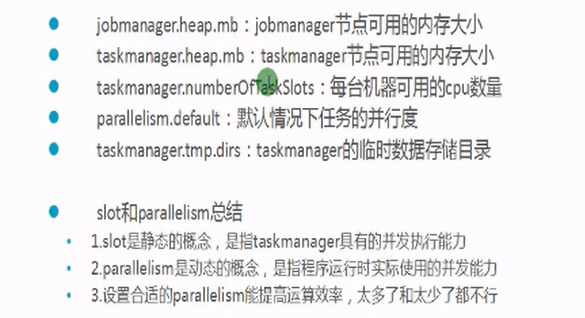 jobmanager.heap.mb：jobmanager节点可用的内存大小
taskmanager.heap.mb：taskmanager节点可用的内存大小
taskmanager.numberOfTaskSlots：每台机器可用的cpu数量
parallelism.default：默认情况下任务的并行度
taskmanager.tmp.dirs：taskmanager的临时数据存储目录
slot和parallelism总结
1.slot是静态的概念，是指taskmanager具有的并发执行能力
2.parallelism是动态的概念，是指程序运行时实际使用的并发能力
3.设置合适的parallelism能提高运算效率，太多了和太少了都不行